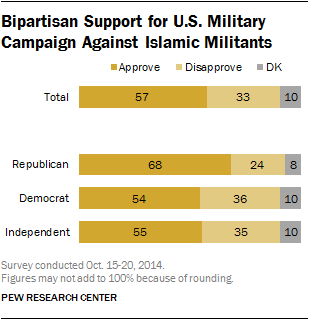 Bipartisan Support for U.S. Military
Campaign Against Islamic Militants
Approve Disapprove DK
Total 57 33 10
Republican 68 24 8
Democrat 54 36 10
Independent 55 35 10
Survey conducted Oct. 15-20, 2014.
Figures may not add to 100% because of rounding.
PEW RESEARCH CENTER